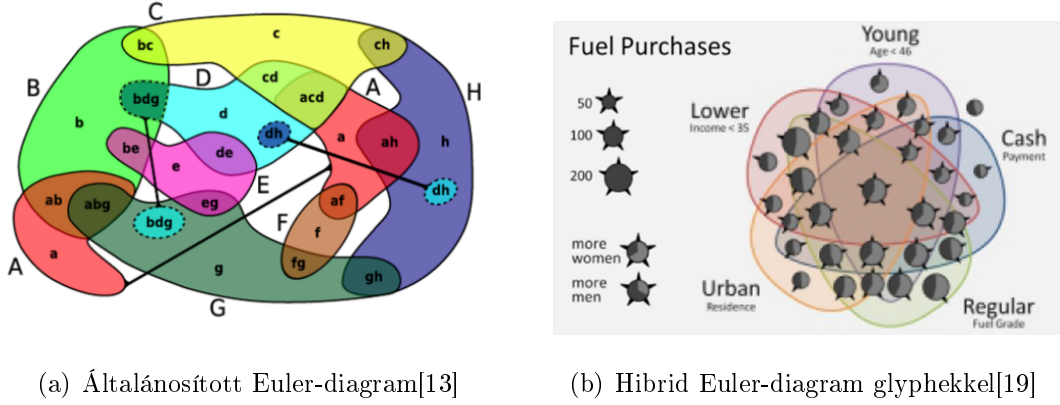 C
c
bc
ch
B
D
cd
A
H
acd
bdg
d
b
dh
a
ah
h
be
e
de
E
dh
ab
abg
eg
af
bdg
F
f
A
a
g
fg
gh
G
(a) Általánosított Euler-diagram[13]
Fuel Purchases
50
100
200
more
women
more
men
Young
Age < 46
Lower
Income < 35
Cash
Payment
Urban
Residence
Regular
Fuel Grade
(b) Hibrid Euler-diagram glyphekkel[19]